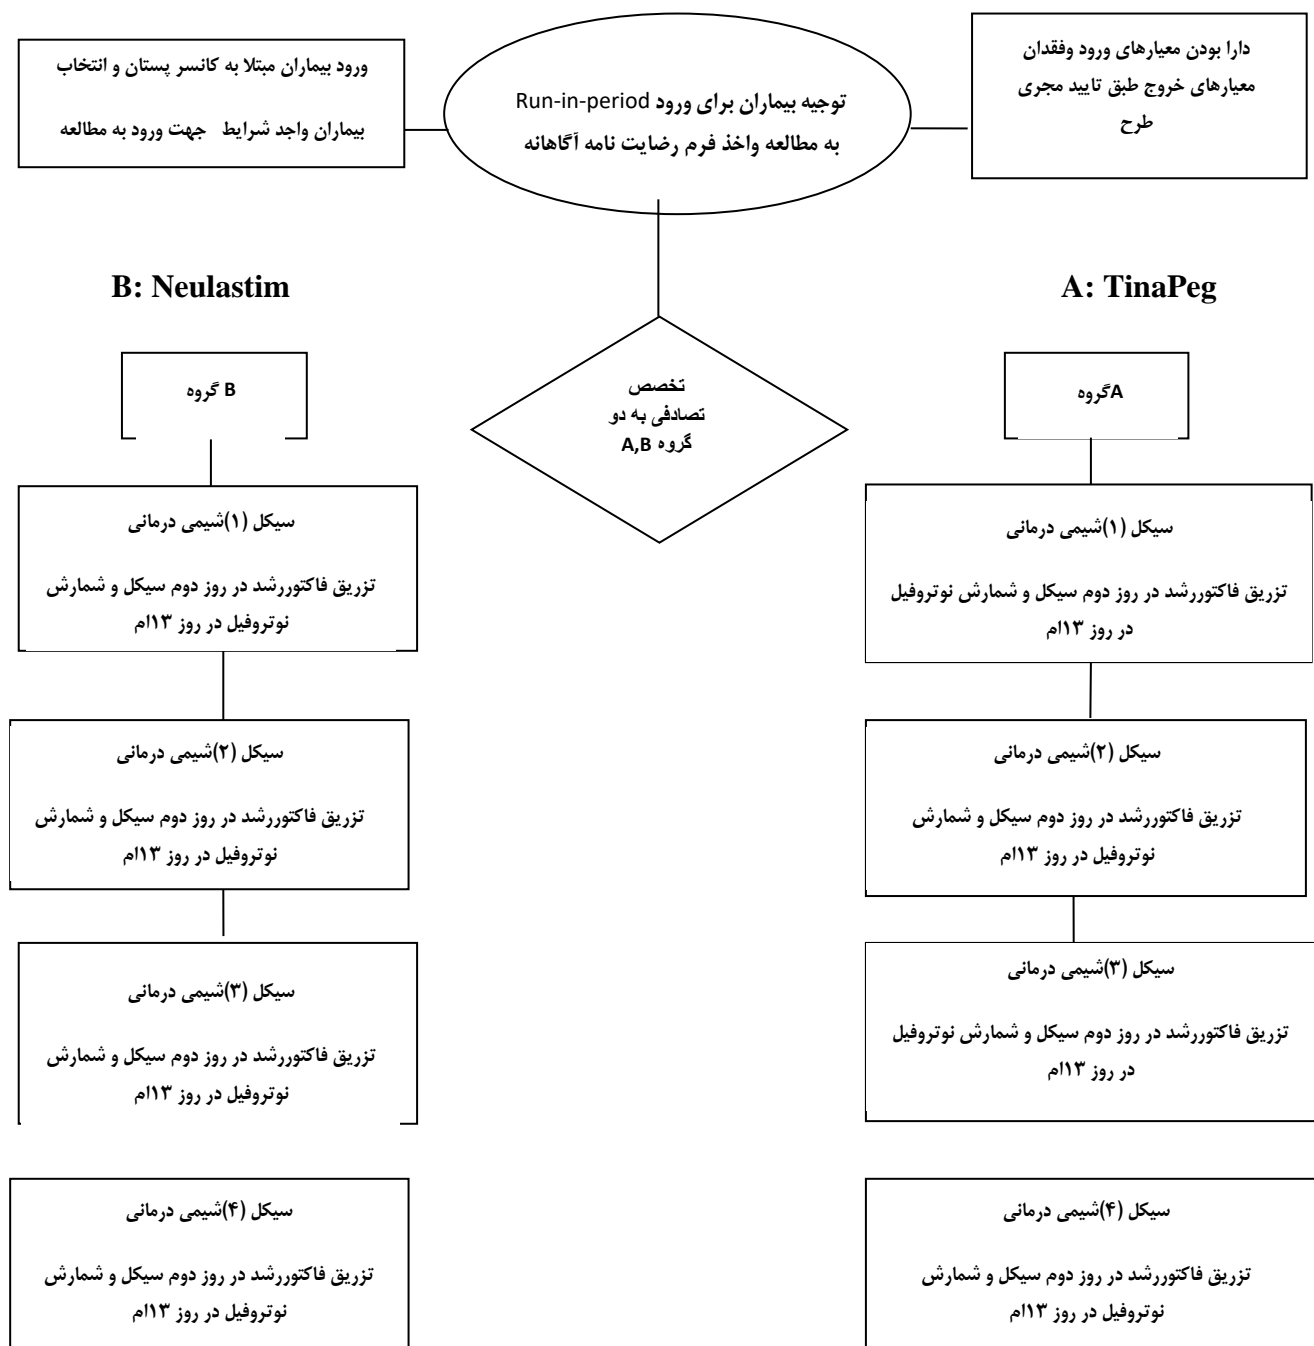 دارا بودن معیارهای ورود وفقدان
معیارهای خروج طبق تایید مجری
طرح
توجیه بیماران برای ورود Run-in-period
به مطالعه واخذ فرم رضایت نامه آگاهانه
ورود بیماران مبتلا به کانسر پستان و انتخاب
بیماران واجد شرایط جهت ورود به مطالعه
A: TinaPeg
B: Neulastim
تخصص
تصادفی به دو
گروه A,B
Aگروه
سیکل (۱)شیمی درمانی
تزریق فاکتوررشد در روز دوم سیکل و شمارش نوتروفیل
در روز ۱۳ام
سیکل (۲)شیمی درمانی
تزریق فاکتوررشد در روز دوم سیکل و شمارش
نوتروفیل در روز ۱۳ام
سیکل (۳)شیمی درمانی
تزریق فاکتوررشد در روز دوم سیکل و شمارش نوتروفیل
در روز ۱۳ام
سیکل (۴)شیمی درمانی
تزریق فاکتوررشد در روز دوم سیکل و شمارش
نوتروفیل در روز ۱۳ام
B گروه
سیکل (۱)شیمی درمانی
تزریق فاکتوررشد در روز دوم سیکل و شمارش
نوتروفیل در روز ۱۳ام
سیکل (۲)شیمی درمانی
تزریق فاکتوررشد در روز دوم سیکل و شمارش
نوتروفیل در روز ۱۳ام
سیکل (۳)شیمی درمانی
تزریق فاکتوررشد در روز دوم سیکل و شمارش
نوتروفیل در روز ۱۳ام
سیکل (۴)شیمی درمانی
تزریق فاکتوررشد در روز دوم سیکل و شمارش
نوتروفیل در روز ۱۳ام